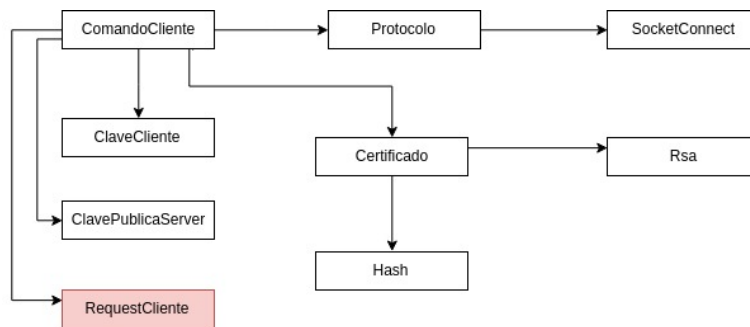 ComandoCliente
Protocolo
SocketConnect
ClaveCliente
Certificado
Rsa
ClavePublicaServer
Hash
RequestCliente